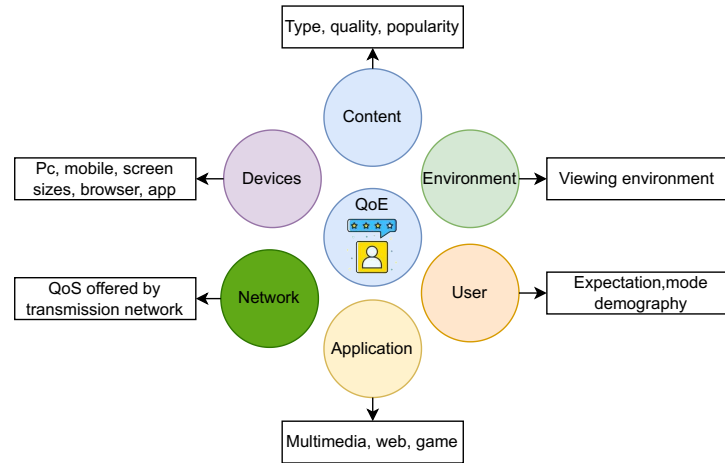 Type, quality, popularity
Content
Pc, mobile, screen
sizes, browser, app
Devices
Environment
Viewing environment
QoE
QoS offered by
transmission network
Network
User
Expectation,mode
demography
Application
Multimedia, web, game